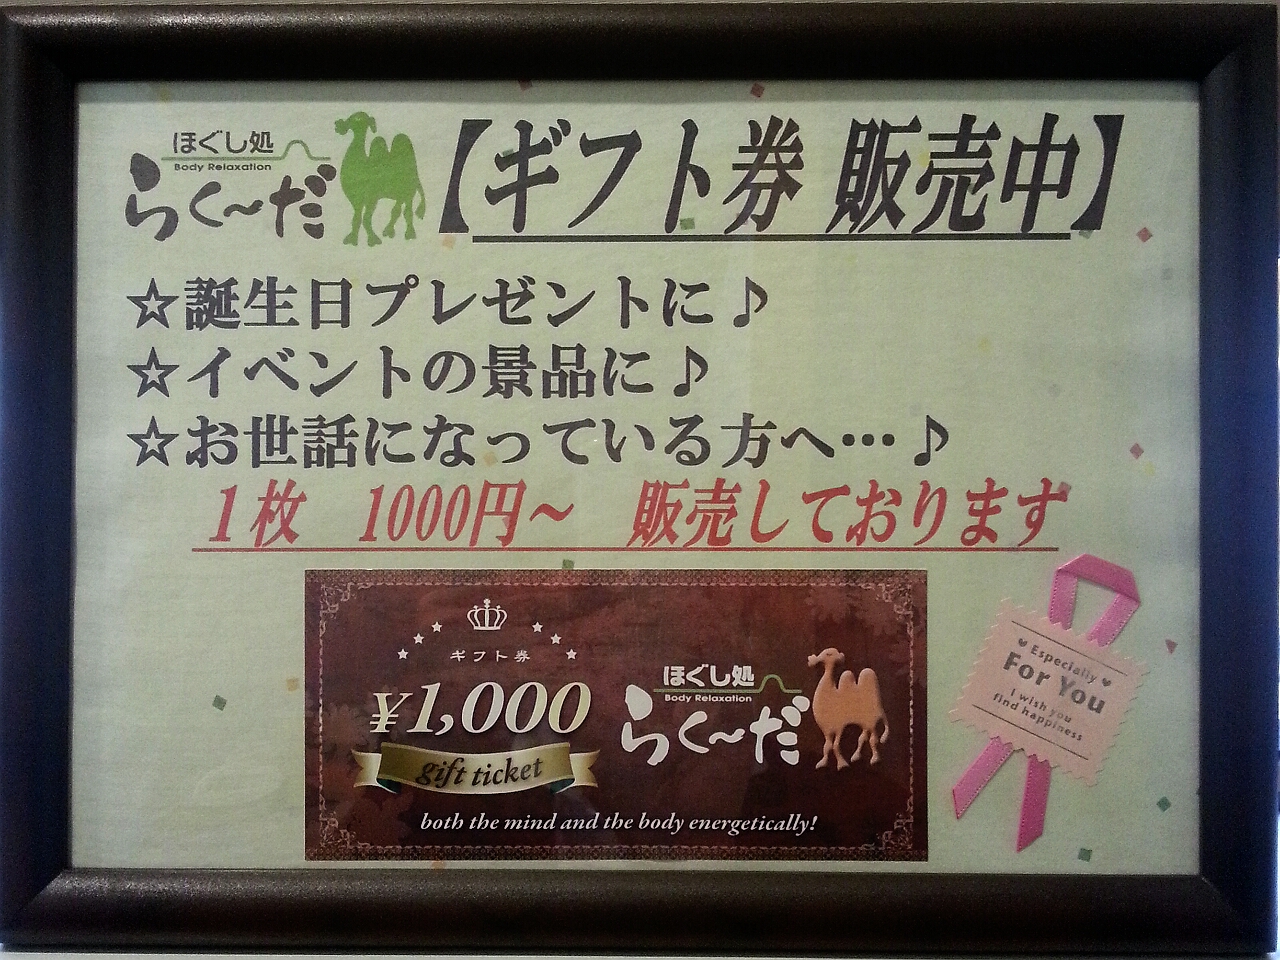 ほぐし処
Body Relaxation
らく〜だ
【ギフト券 販売中】
☆誕生日プレゼントに♪
☆イベントの景品に♪
☆お世話になっている方へ…♪
1枚 1000円〜 販売しております
ギフト券
¥1,000
gift ticket
ほぐし処
Body Relaxation
らく〜だ
both the mind and the body energetically!
Especially
For You
I wish you
find happiness